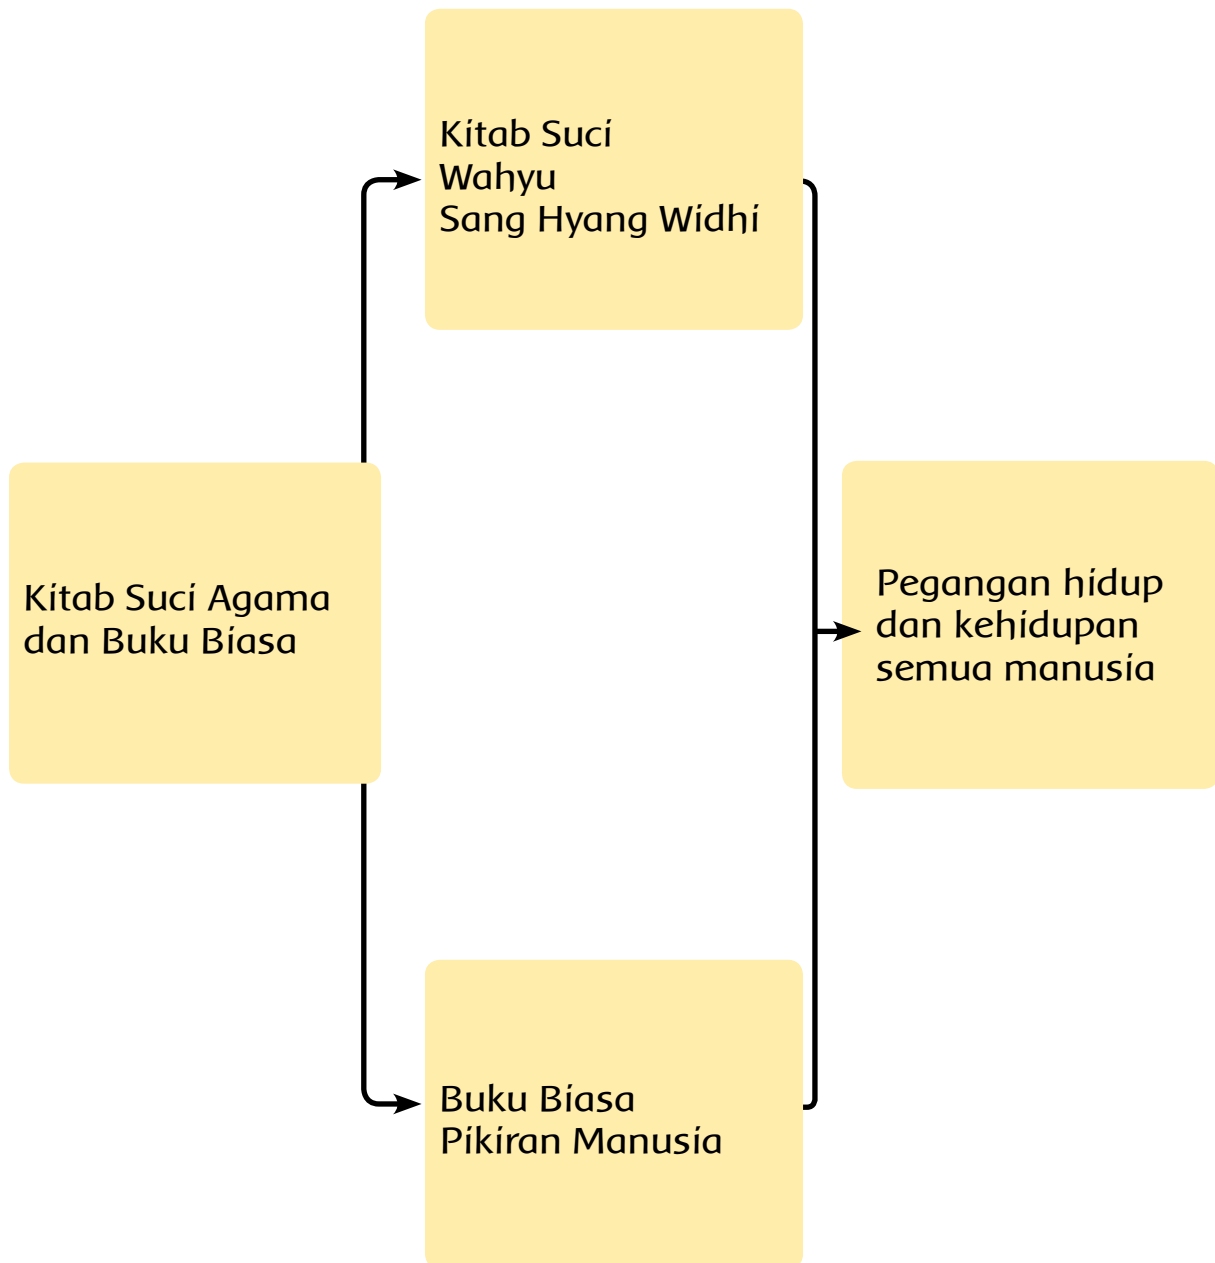 Kitab Suci
Wahyu
Sang Hyang Widhi
Kitab Suci Agama
dan Buku Biasa
Pegangan hidup
dan kehidupan
semua manusia
Buku Biasa
Pikiran Manusia